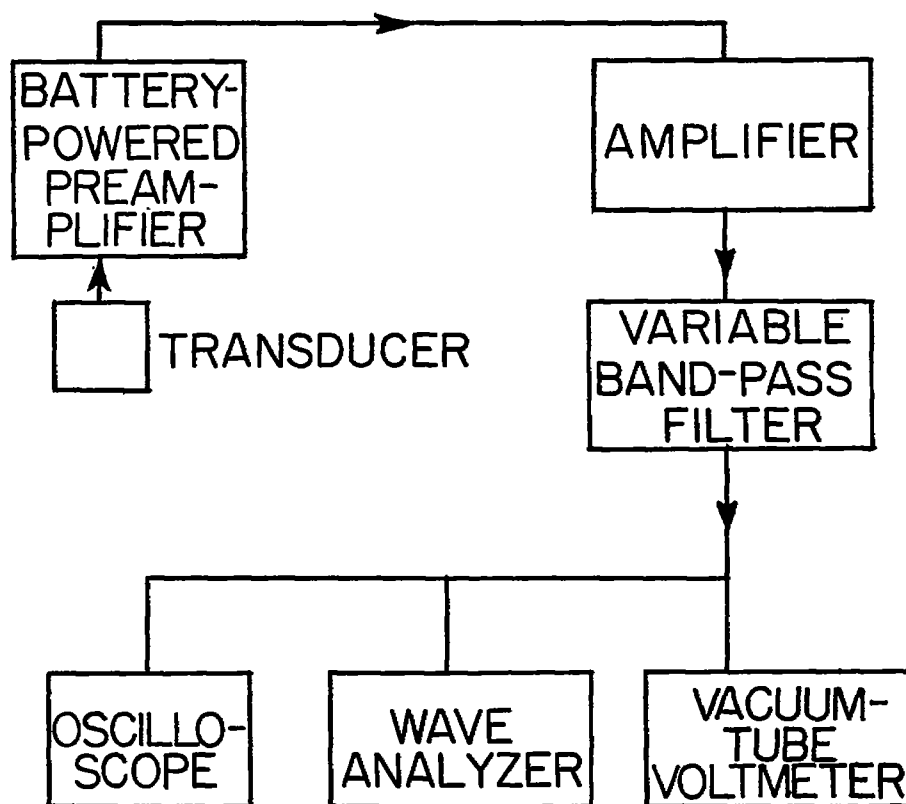 BATTERY-
POWERED
PREAM-
PLIFIER
TRANSDUCER
AMPLIFIER
VARIABLE
BAND-PASS
FILTER
OSCILLO-
SCOPE
WAVE
ANALYZER
VACUUM-
TUBE
VOLTMETER